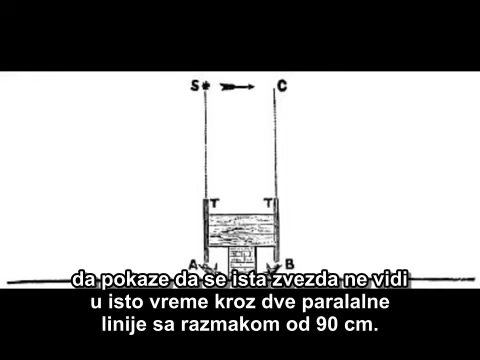 S * C
T T
A B
da pokaze da se ista zvezda ne vidi
u isto vreme kroz dve paralalne
linije sa razmakom od 90 cm.